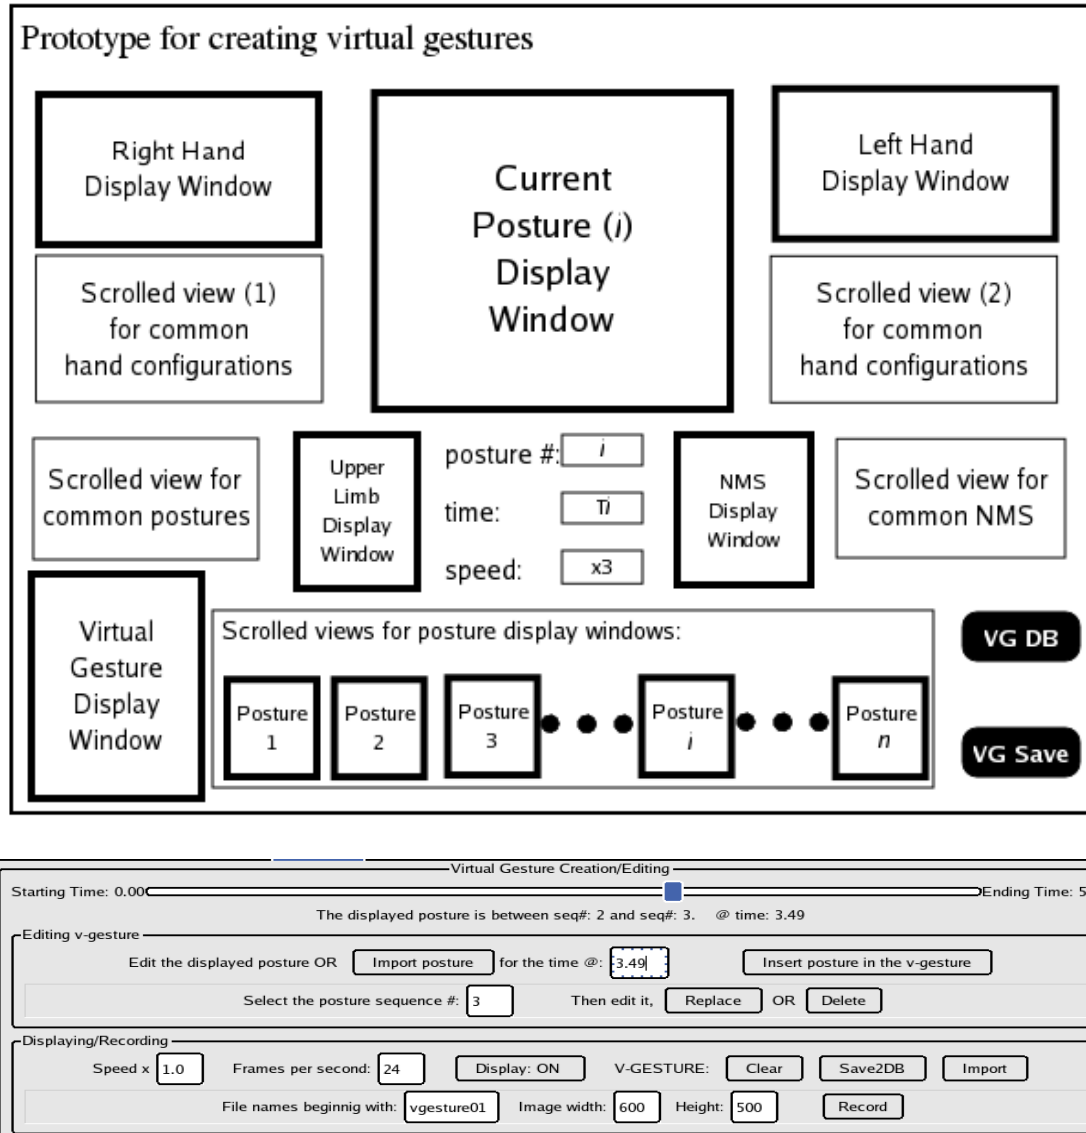 Prototype for creating virtual gestures
Right Hand
Display Window
Current
Posture (i)
Display
Window
Left Hand
Display Window
Scrolled view (1)
for common
hand configurations
Scrolled view (2)
for common
hand configurations
Scrolled view for
common postures
Upper
Limb
Display
Window
posture #: i
time: Ti
speed: x3
NMS
Display
Window
Scrolled view for
common NMS
Virtual
Gesture
Display
Window
Scrolled views for posture display windows:
Posture
1
Posture
2
Posture
3
Posture
i
Posture
n
VG DB
VG Save
Virtual Gesture Creation/Editing
Starting Time: 0.00 Ending Time: 5
The displayed posture is between seq#: 2 and seq#: 3. @ time: 3.49
Editing v-gesture
Edit the displayed posture OR Import posture for the time @: 3.49 Insert posture in the v-gesture
Select the posture sequence #: 3 Then edit it, Replace OR Delete
Displaying/Recording
Speed x 1.0 Frames per second: 24 Display: ON V-GESTURE: Clear Save2DB Import
File names beginnig with: vgesture01 Image width: 600 Height: 500 Record